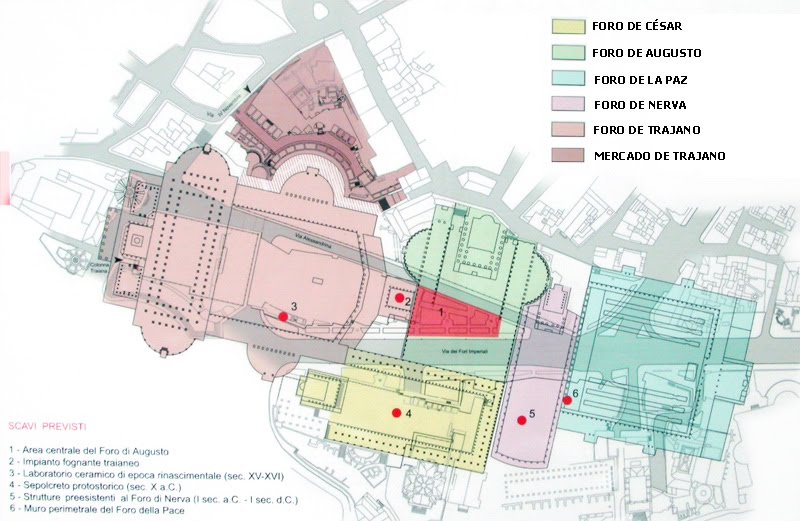 FORO DE CÉSAR
FORO DE AUGUSTO
FORO DE LA PAZ
FORO DE NERVA
FORO DE TRAJANO
MERCADO DE TRAJANO
Via IV Novembre
Via Alessandrina
Colonna
Traiana
Via dei Fori Imperiali
1
2
3
4
5
6
SCAVI PREVISTI
1 - Area centrale del Foro di Augusto
2 - Impianto fognante traianeo
3 - Laboratorio ceramico di epoca rinascimentale (sec. XV-XVI)
4 - Sepolcreto protostorico (sec. X a.C.)
5 - Strutture preesistenti al Foro di Nerva (I sec. a.C. - I sec. d.C.)
6 - Muro perimetrale del Foro della Pace